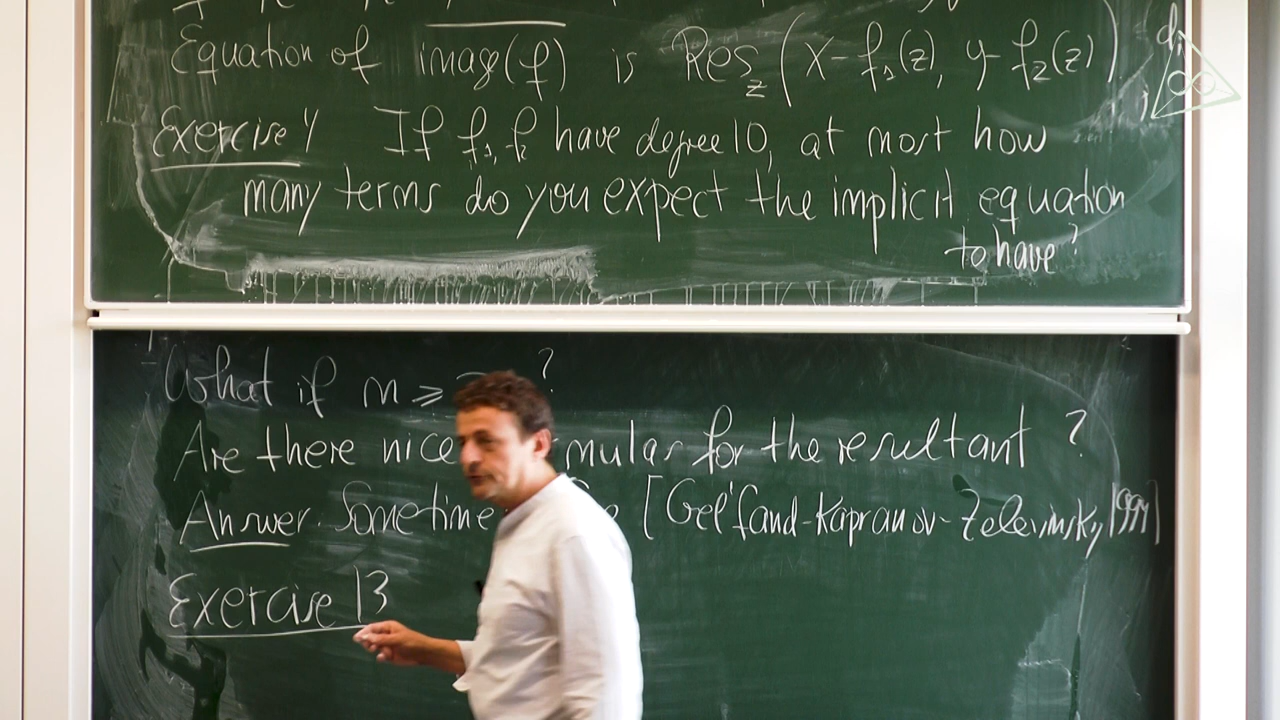 Equation of image(f) is Res_z (x-f_1(z), y-f_2(z))
Exercise 4 If f_1, f_2 have degree 10, at most how
many terms do you expect the implicit equation
to have?
What if n ⩾ ?
Are there nice for the resultant ?
Answer. [Gel'fand-Kapranov-Zelevinsky, 1994]
Exercise 13